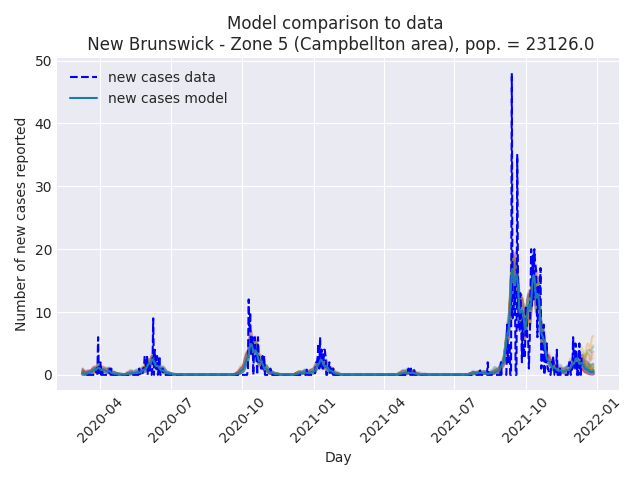 Model comparison to data
New Brunswick - Zone 5 (Campbellton area), pop. = 23126.0
new cases data
new cases model
Number of new cases reported
50
40
30
20
10
0
2020-04
2020-07
2020-10
2021-01
2021-04
2021-07
2021-10
2022-01
Day